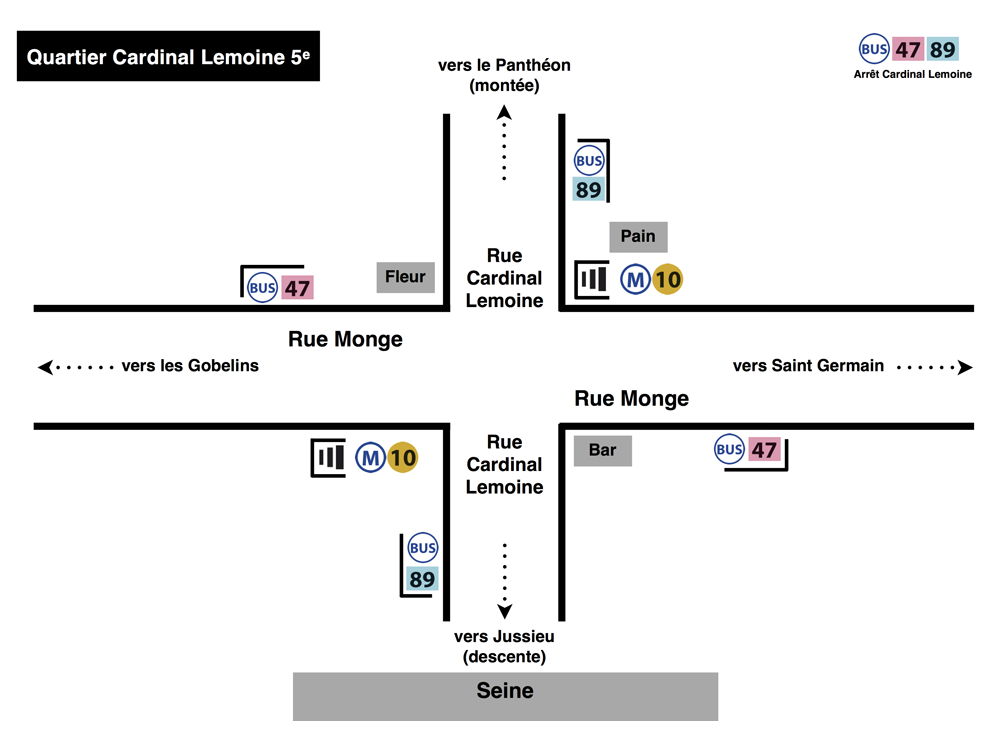 Quartier Cardinal Lemoine 5e
BUS 47 89
Arrêt Cardinal Lemoine
vers le Panthéon
(montée)
BUS
89
Pain
Fleur
Rue
Cardinal
Lemoine
M 10
BUS 47
Rue Monge
vers les Gobelins
vers Saint Germain
Rue Monge
M 10
Rue
Cardinal
Lemoine
Bar
BUS 47
BUS
89
vers Jussieu
(descente)
Seine